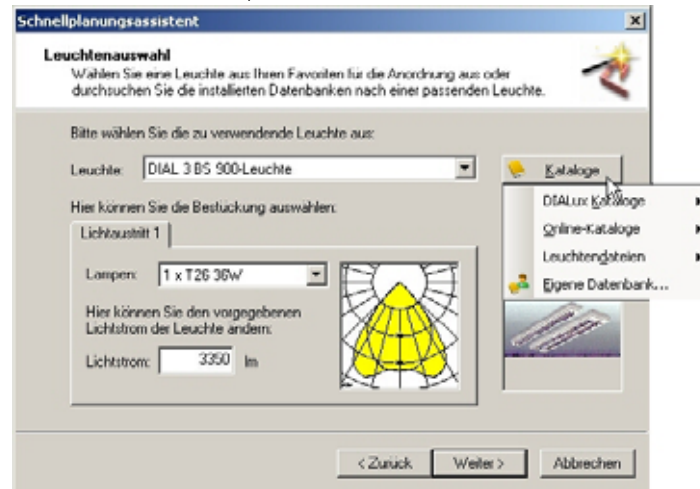 Schnellplanungsassistent
Leuchtenauswahl
Wählen Sie eine Leuchte aus Ihren Favoriten für die Anordnung aus oder
durchsuchen Sie die installierten Datenbanken nach einer passenden Leuchte.
Bitte wählen Sie die zu verwendende Leuchte aus:
Leuchte: DIAL 3 BS 900-Leuchte
Kataloge
DIALux Kataloge
Online-Kataloge
Leuchtendateien
Eigene Datenbank...
Hier können Sie die Bestückung auswählen:
Lichtaustritt 1
Lampen: 1 x T26 36W
Hier können Sie den vorgegebenen
Lichtstrom der Leuchte ändern:
Lichtstrom: 3350 lm
< Zurück Weiter > Abbrechen